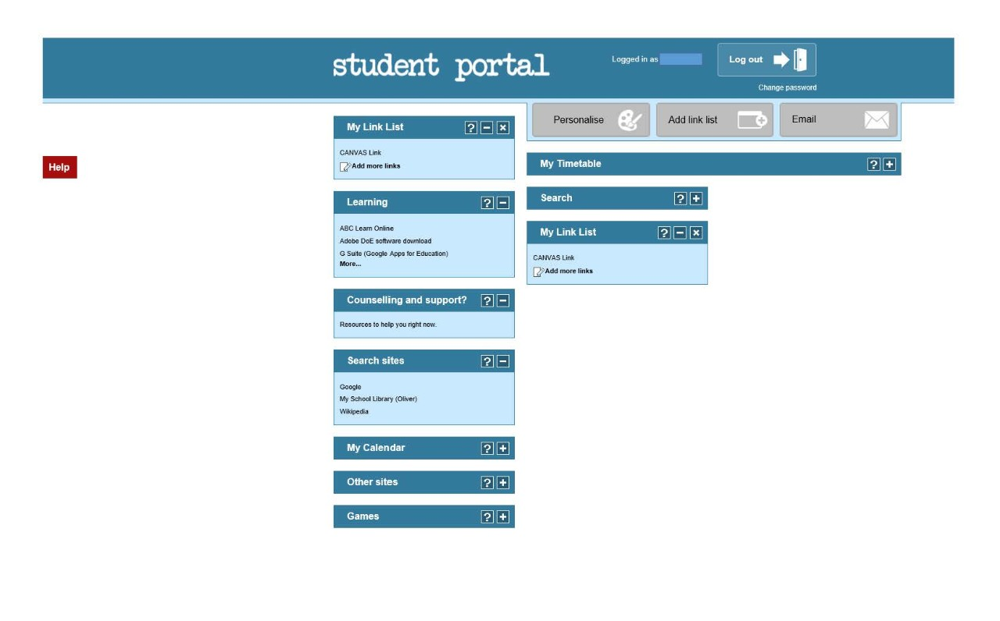 student portal
Logged in as
Log out
Change password
Personalise
Add link list
Email
Help
My Link List
CANVAS Link
Add more links
Learning
ABC Learn Online
Adobe DoE software download
G Suite (Google Apps for Education)
More...
Counselling and support?
Resources to help you right now.
Search sites
Google
My School Library (Oliver)
Wikipedia
My Calendar
Other sites
Games
My Timetable
Search
My Link List
CANVAS Link
Add more links